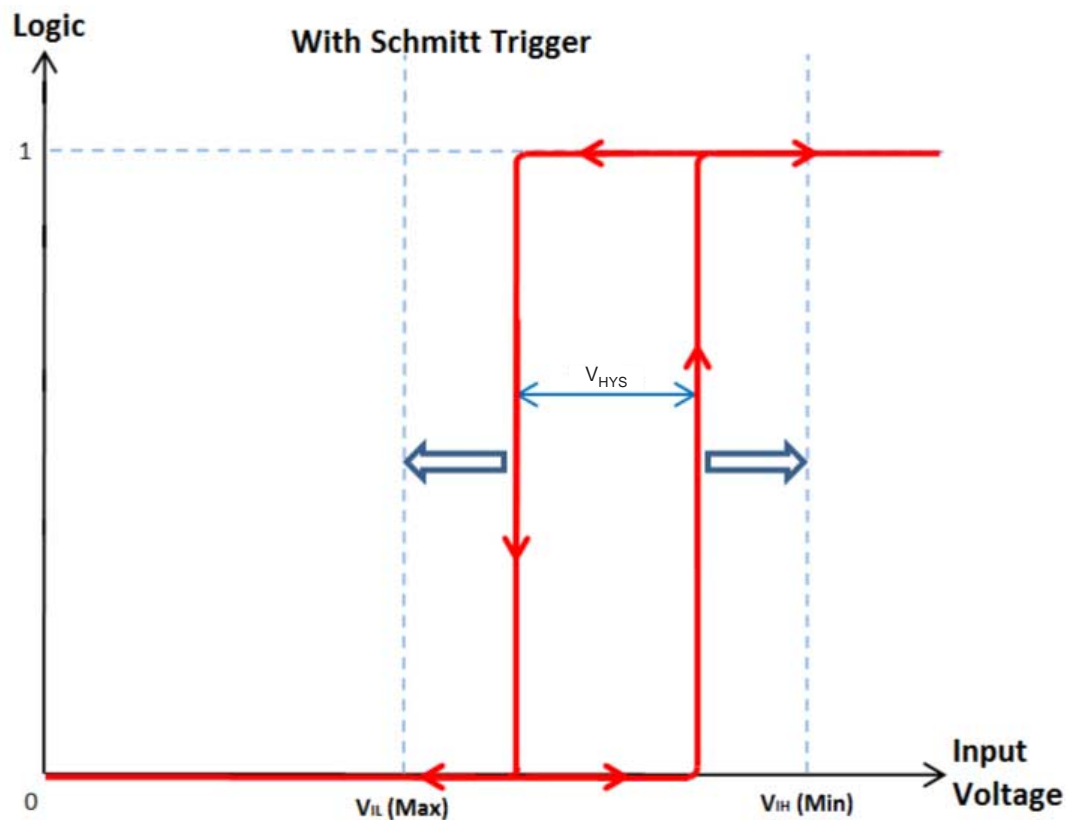 Logic
With Schmitt Trigger
1
VHYS
0
VIL (Max)
VIH (Min)
Input
Voltage